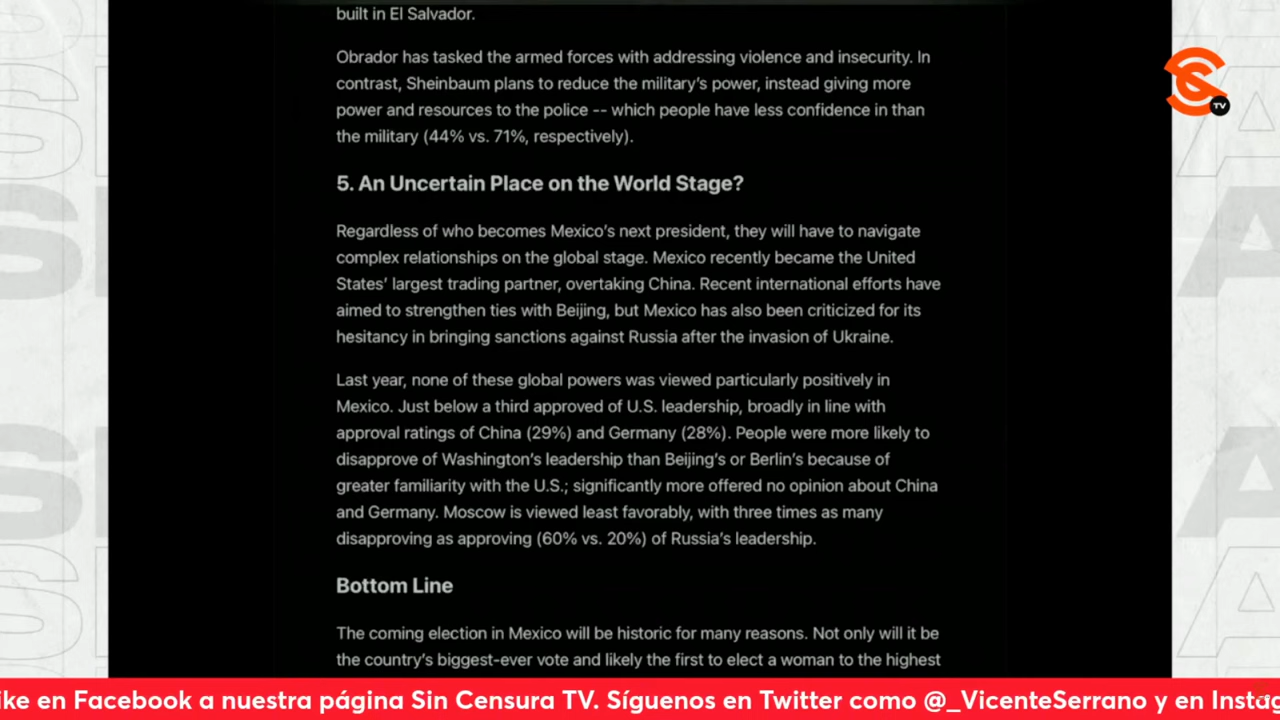 built in El Salvador.
Obrador has tasked the armed forces with addressing violence and insecurity. In
contrast, Sheinbaum plans to reduce the military's power, instead giving more
power and resources to the police -- which people have less confidence in than
the military (44% vs. 71%, respectively).
5. An Uncertain Place on the World Stage?
Regardless of who becomes Mexico's next president, they will have to navigate
complex relationships on the global stage. Mexico recently became the United
States' largest trading partner, overtaking China. Recent international efforts have
aimed to strengthen ties with Beijing, but Mexico has also been criticized for its
hesitancy in bringing sanctions against Russia after the invasion of Ukraine.
Last year, none of these global powers was viewed particularly positively in
Mexico. Just below a third approved of U.S. leadership, broadly in line with
approval ratings of China (29%) and Germany (28%). People were more likely to
disapprove of Washington's leadership than Beijing's or Berlin's because of
greater familiarity with the U.S.; significantly more offered no opinion about China
and Germany. Moscow is viewed least favorably, with three times as many
disapproving as approving (60% vs. 20%) of Russia's leadership.
Bottom Line
The coming election in Mexico will be historic for many reasons. Not only will it be
the country's biggest-ever vote and likely the first to elect a woman to the highest
TV
ike en Facebook a nuestra página Sin Censura TV. Síguenos en Twitter como @_VicenteSerrano y en Instag